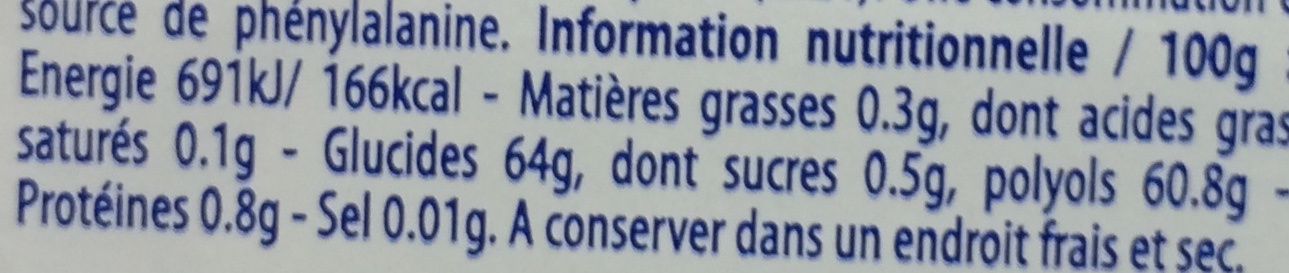 source de phénylalanine. Information nutritionnelle / 100g :
Energie 691kJ/ 166kcal - Matières grasses 0.3g, dont acides gras
saturés 0.1g - Glucides 64g, dont sucres 0.5g, polyols 60.8g -
Protéines 0.8g - Sel 0.01g. A conserver dans un endroit frais et sec.